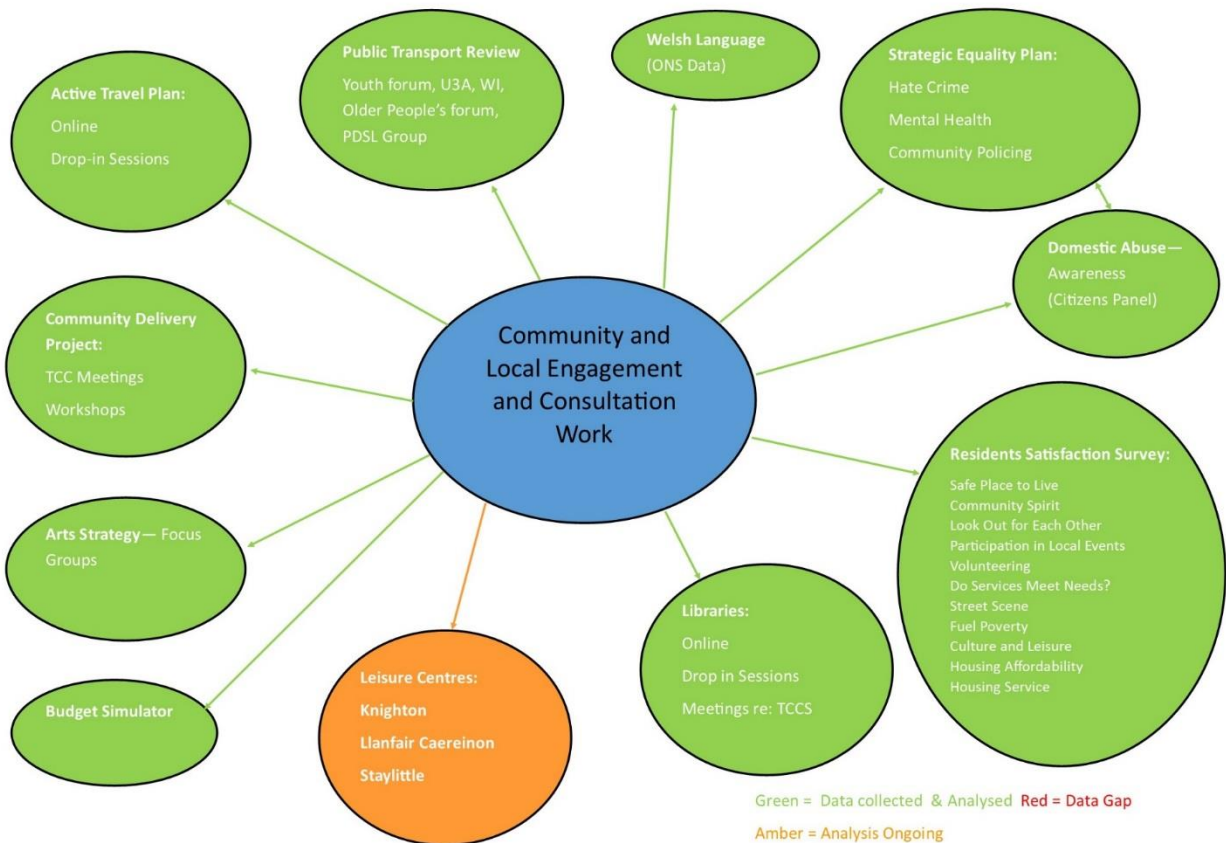 Active Travel Plan:
Online
Drop-in Sessions
Public Transport Review
Youth forum, U3A, WI,
Older People's forum,
PDSL Group
Welsh Language
(ONS Data)
Strategic Equality Plan:
Hate Crime
Mental Health
Community Policing
Domestic Abuse—
Awareness
(Citizens Panel)
Community Delivery
Project:
TCC Meetings
Workshops
Community and
Local Engagement
and Consultation
Work
Residents Satisfaction Survey:
Safe Place to Live
Community Spirit
Look Out for Each Other
Participation in Local Events
Volunteering
Do Services Meet Needs?
Street Scene
Fuel Poverty
Culture and Leisure
Housing Affordability
Housing Service
Arts Strategy— Focus
Groups
Libraries:
Online
Drop in Sessions
Meetings re: TCCS
Leisure Centres:
Knighton
Llanfair Caereinon
Staylittle
Budget Simulator
Green = Data collected & Analysed Red = Data Gap
Amber = Analysis Ongoing